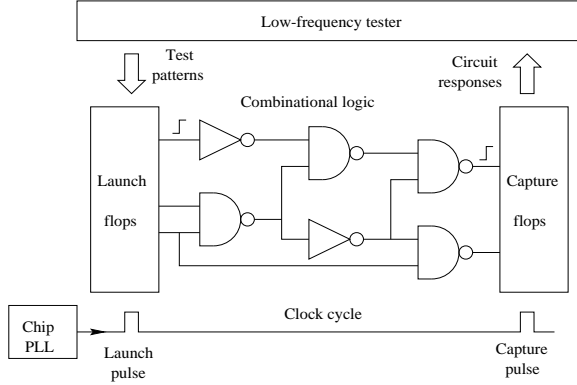 Low-frequency tester
Test
patterns
Circuit
responses
Combinational logic
Launch
flops
Capture
flops
Chip
PLL
Clock cycle
Launch
pulse
Capture
pulse